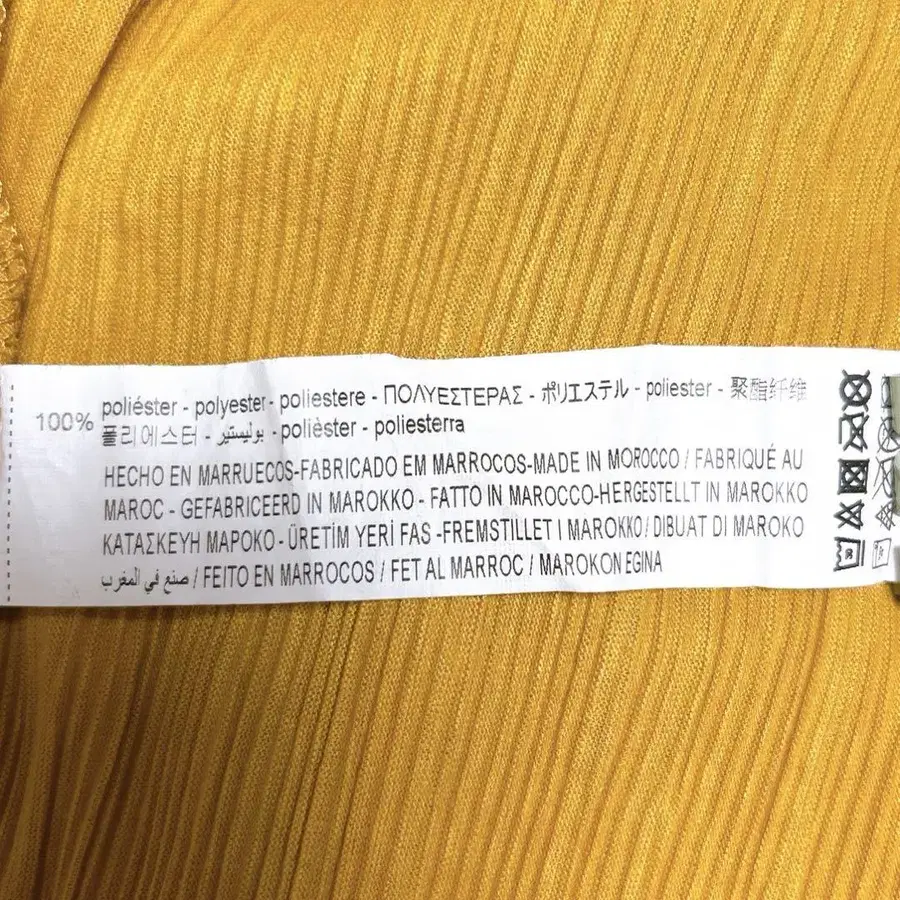 100% poliéster - polyester - poliestere - ΠΟΛΥΕΣΤΕΡΑΣ - ポリエステル - poliester - 聚酯纤维
폴리에스터 - بوليستير - polièster - poliesterra
HECHO EN MARRUECOS-FABRICADO EM MARROCOS-MADE IN MOROCCO / FABRIQUÉ AU
MAROC - GEFABRICEERD IN MAROKKO - FATTO IN MAROCCO-HERGESTELLT IN MAROKKO
ΚΑΤΑΣΚΕΥΗ ΜΑΡΟΚΟ - ÜRETİM YERİ FAS -FREMSTILLET I MAROKKO / DIBUAT DI MAROKO
صنع في المغرب / FEITO EN MARROCOS / FET AL MARROC / MAROKON EGINA